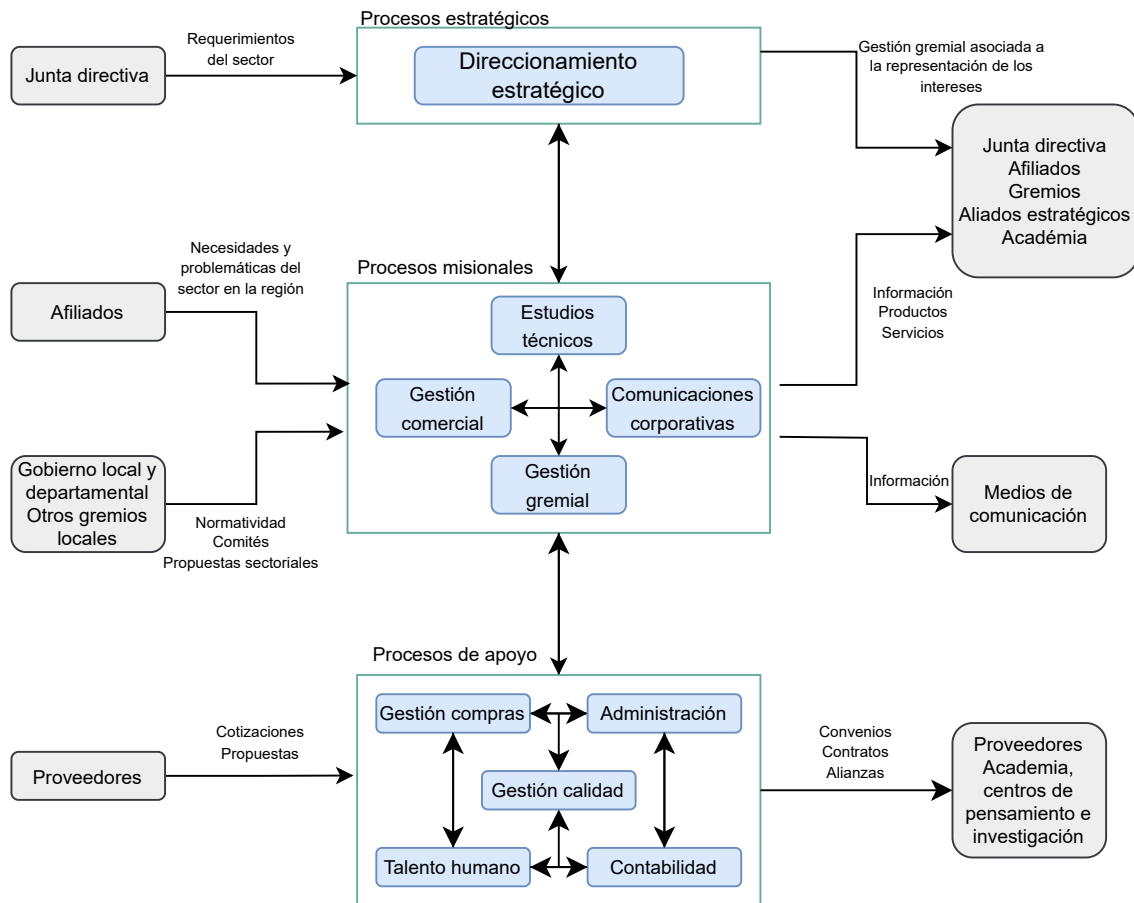 Procesos estratégicos
Requerimientos
del sector
Junta directiva
Direccionamiento
estratégico
Gestión gremial asociada a
la representación de los
intereses
Junta directiva
Afiliados
Gremios
Aliados estratégicos
Académia
Necesidades y
problemáticas del
sector en la región
Afiliados
Procesos misionales
Estudios
técnicos
Gestión
comercial
Comunicaciones
corporativas
Gestión
gremial
Información
Productos
Servicios
Gobierno local y
departamental
Otros gremios
locales
Normatividad
Comités
Propuestas sectoriales
Información
Medios de
comunicación
Procesos de apoyo
Gestión compras
Administración
Gestión calidad
Talento humano
Contabilidad
Cotizaciones
Propuestas
Proveedores
Convenios
Contratos
Alianzas
Proveedores
Academia,
centros de
pensamiento e
investigación